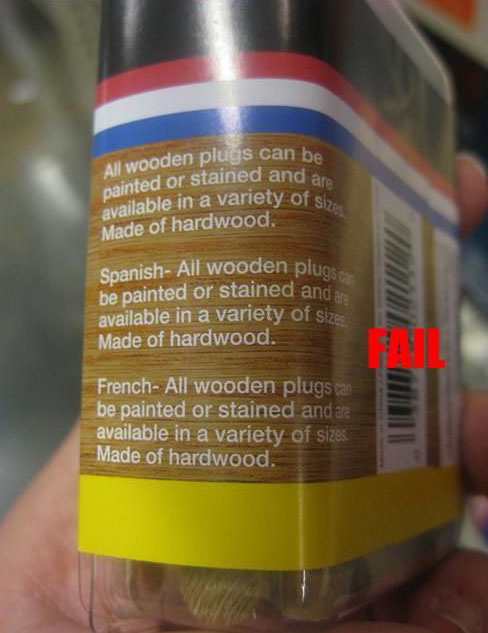 All wooden plugs can be
painted or stained and are
available in a variety of sizes.
Made of hardwood.
Spanish- All wooden plugs can
be painted or stained and are
available in a variety of sizes.
Made of hardwood.
French- All wooden plugs can
be painted or stained and are
available in a variety of sizes.
Made of hardwood.
FAIL